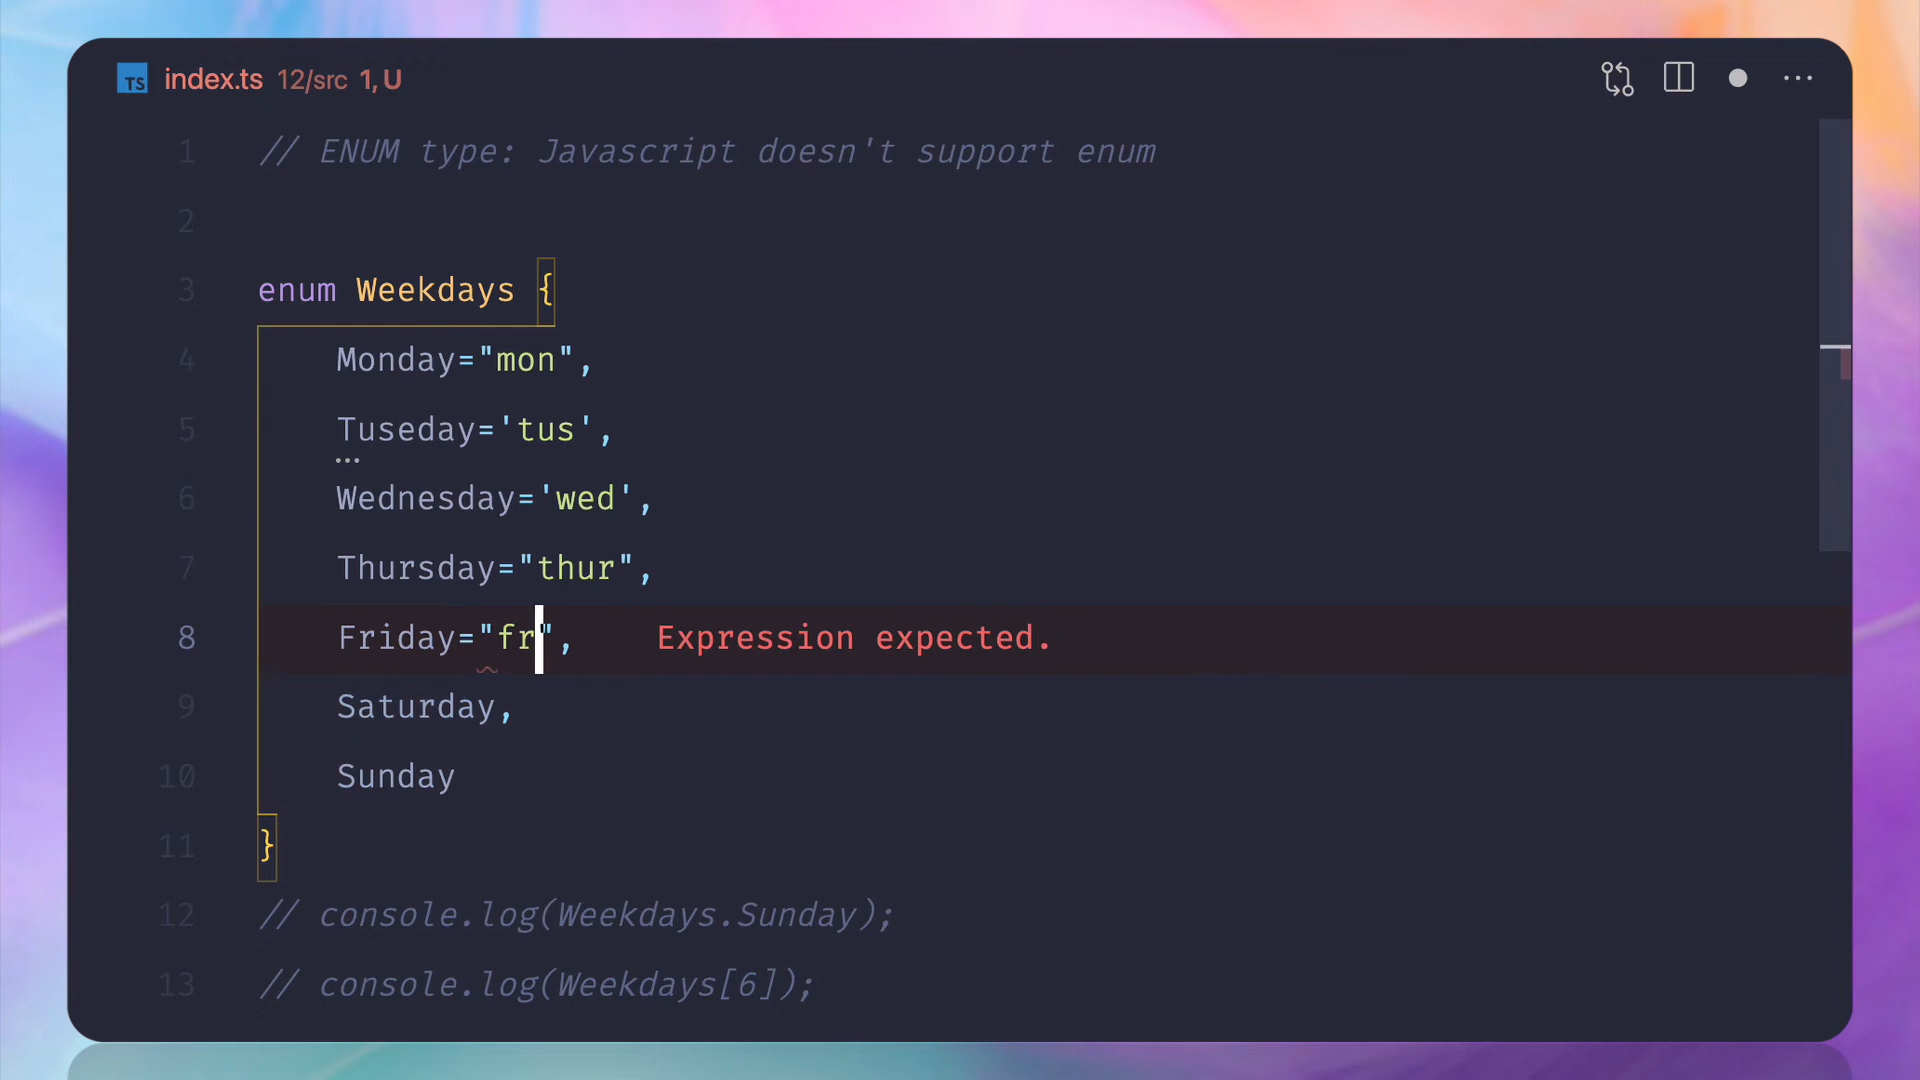 TS index.ts 12/src 1, U
1 // ENUM type: Javascript doesn't support enum
2
3 enum Weekdays {
4 Monday="mon",
5 Tuseday='tus',
6 Wednesday='wed',
7 Thursday="thur",
8 Friday="fr", Expression expected.
9 Saturday,
10 Sunday
11 }
12 // console.log(Weekdays.Sunday);
13 // console.log(Weekdays[6]);